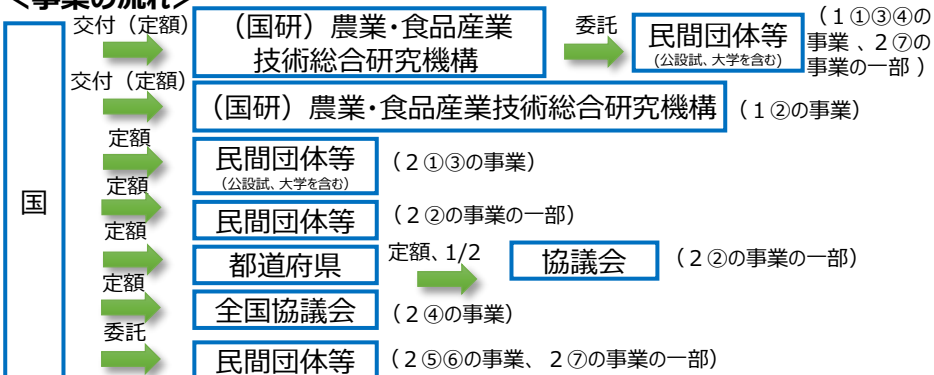 ＜事業の流れ＞
国
交付（定額）
（国研）農業・食品産業
技術総合研究機構
委託
民間団体等
(公設試、大学を含む)
（１①③④の
事業 、２⑦の
事業の一部 ）
交付（定額）
（国研）農業・食品産業技術総合研究機構
（１②の事業）
定額
民間団体等
(公設試、大学を含む)
（２①③の事業）
定額
民間団体等
（２②の事業の一部）
定額
都道府県
定額、1/2
協議会
（２②の事業の一部）
定額
全国協議会
（２④の事業）
委託
民間団体等
（２⑤⑥の事業、２⑦の事業の一部）